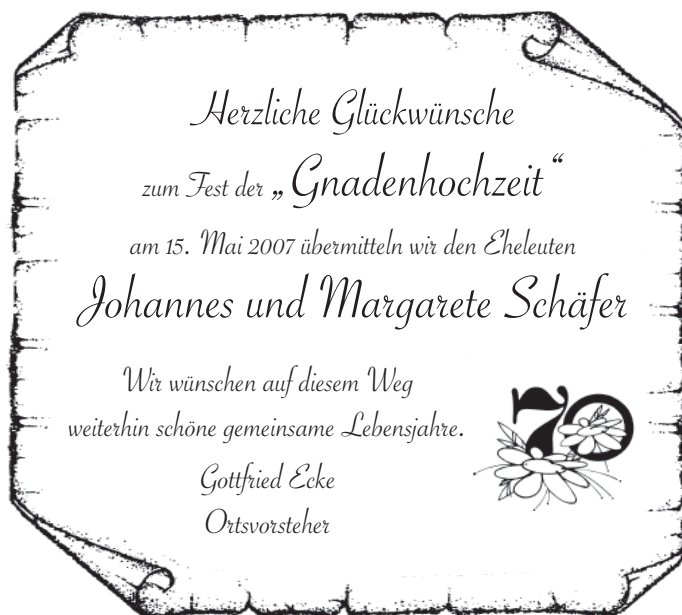 Herzliche Glückwünsche
zum Fest der „Gnadenhochzeit“
am 15. Mai 2007 übermitteln wir den Eheleuten
Johannes und Margarete Schäfer
Wir wünschen auf diesem Weg
weiterhin schöne gemeinsame Lebensjahre.
70
Gottfried Ecke
Ortsvorsteher